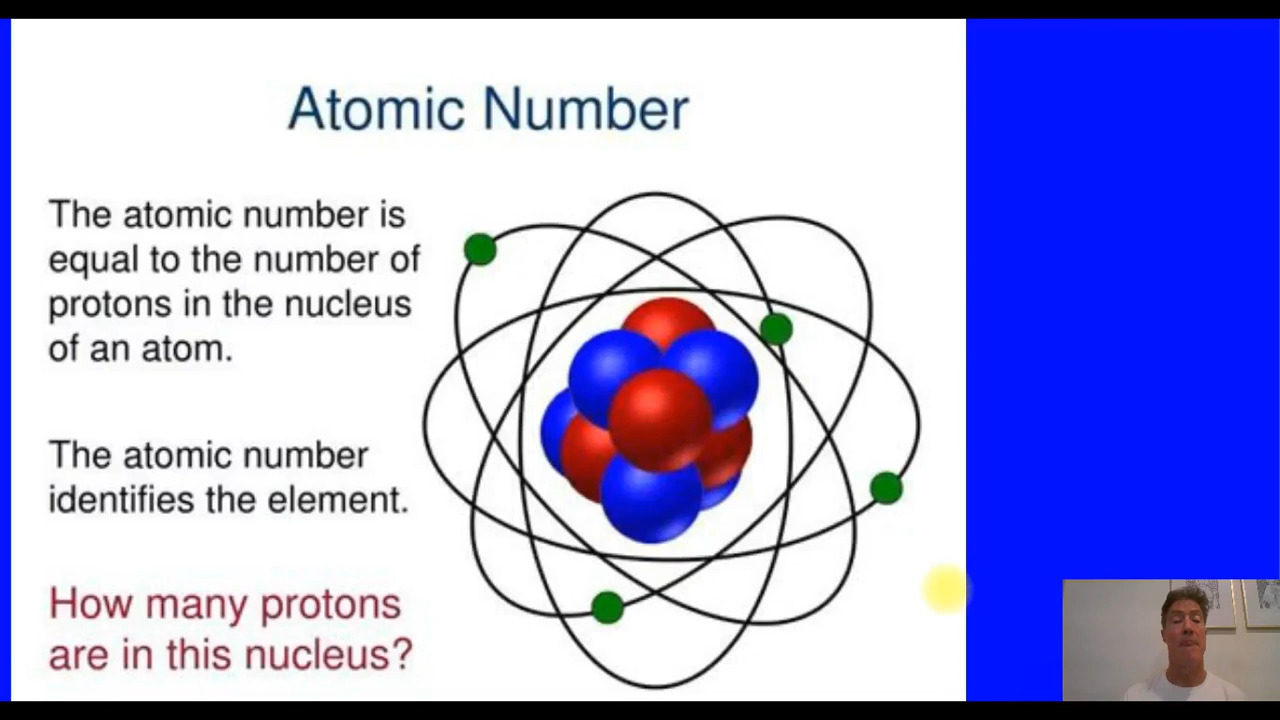 Atomic Number
The atomic number is
equal to the number of
protons in the nucleus
of an atom.
The atomic number
identifies the element.
How many protons
are in this nucleus?